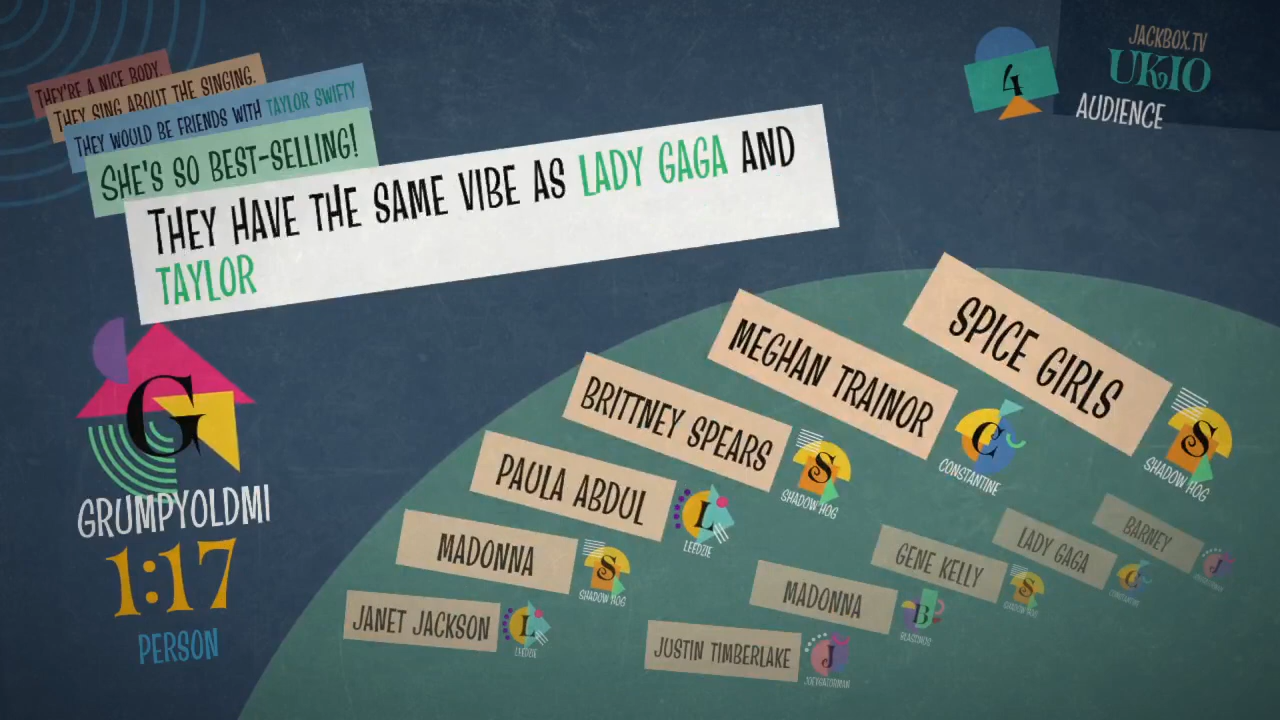 THEY'RE A NICE BODY.
THEY SING ABOUT THE SINGING.
THEY WOULD BE FRIENDS WITH TAYLOR SWIFTY
SHE'S SO BEST-SELLING!
THEY HAVE THE SAME VIBE AS LADY GAGA AND
TAYLOR
JACKBOX.TV
UKIO
4
AUDIENCE
G
GRUMPYOLDMI
1:17
PERSON
SPICE GIRLS
S
SHADOW HOG
MEGHAN TRAINOR
C
CONSTANTINE
BRITTNEY SPEARS
S
SHADOW HOG
PAULA ABDUL
L
LEEDZIE
MADONNA
S
SHADOW HOG
JANET JACKSON
L
LEEDZIE
BARNEY
J
LADY GAGA
C
CONSTANTINE
GENE KELLY
S
SHADOW HOG
MADONNA
B
JUSTIN TIMBERLAKE
J